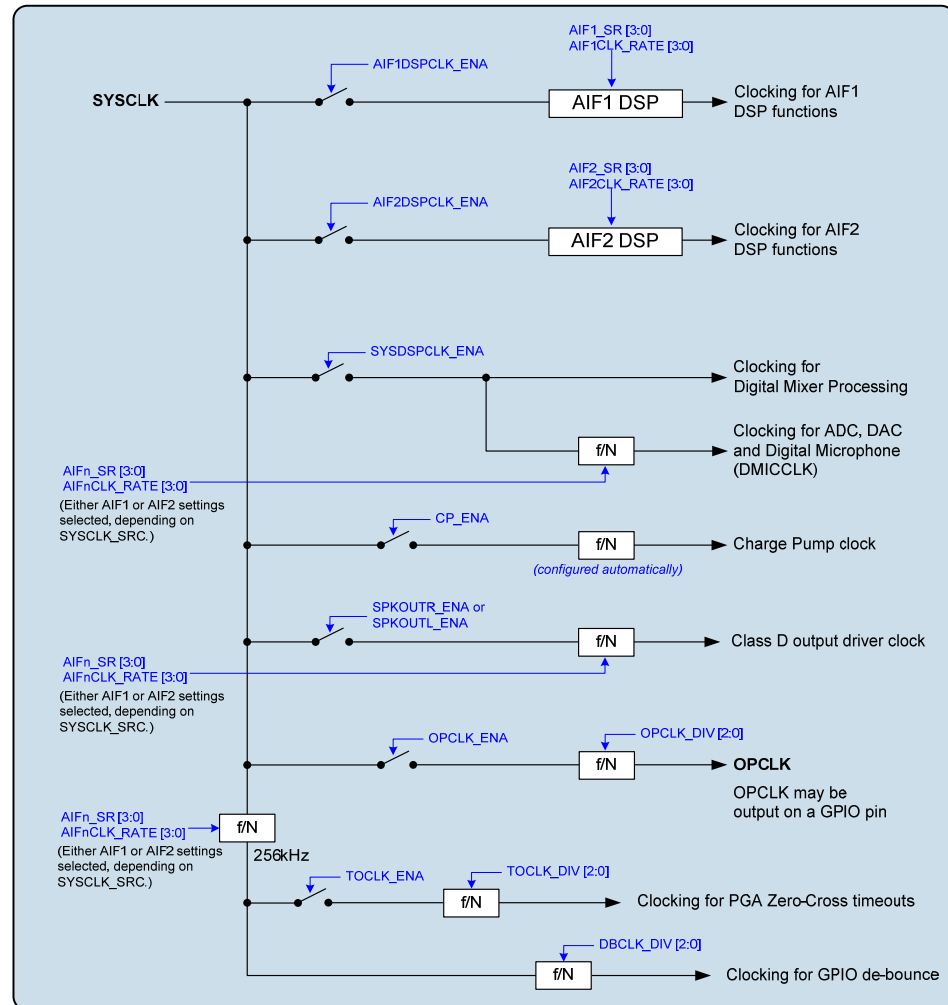 AIF1_SR [3:0]
AIF1CLK_RATE [3:0]
AIF1DSPCLK_ENA
SYSCLK
AIF1 DSP
Clocking for AIF1
DSP functions
AIF2_SR [3:0]
AIF2CLK_RATE [3:0]
AIF2DSPCLK_ENA
AIF2 DSP
Clocking for AIF2
DSP functions
SYSDSPCLK_ENA
Clocking for
Digital Mixer Processing
f/N
Clocking for ADC, DAC
and Digital Microphone
(DMICCLK)
AIFn_SR [3:0]
AIFnCLK_RATE [3:0]
(Either AIF1 or AIF2 settings
selected, depending on
SYSCLK_SRC.)
CP_ENA
f/N
Charge Pump clock
(configured automatically)
SPKOUTR_ENA or
SPKOUTL_ENA
f/N
Class D output driver clock
AIFn_SR [3:0]
AIFnCLK_RATE [3:0]
(Either AIF1 or AIF2 settings
selected, depending on
SYSCLK_SRC.)
OPCLK_ENA
OPCLK_DIV [2:0]
f/N
OPCLK
OPCLK may be
output on a GPIO pin
AIFn_SR [3:0]
AIFnCLK_RATE [3:0]
(Either AIF1 or AIF2 settings
selected, depending on
SYSCLK_SRC.)
f/N
256kHz
TOCLK_ENA
TOCLK_DIV [2:0]
f/N
Clocking for PGA Zero-Cross timeouts
DBCLK_DIV [2:0]
f/N
Clocking for GPIO de-bounce